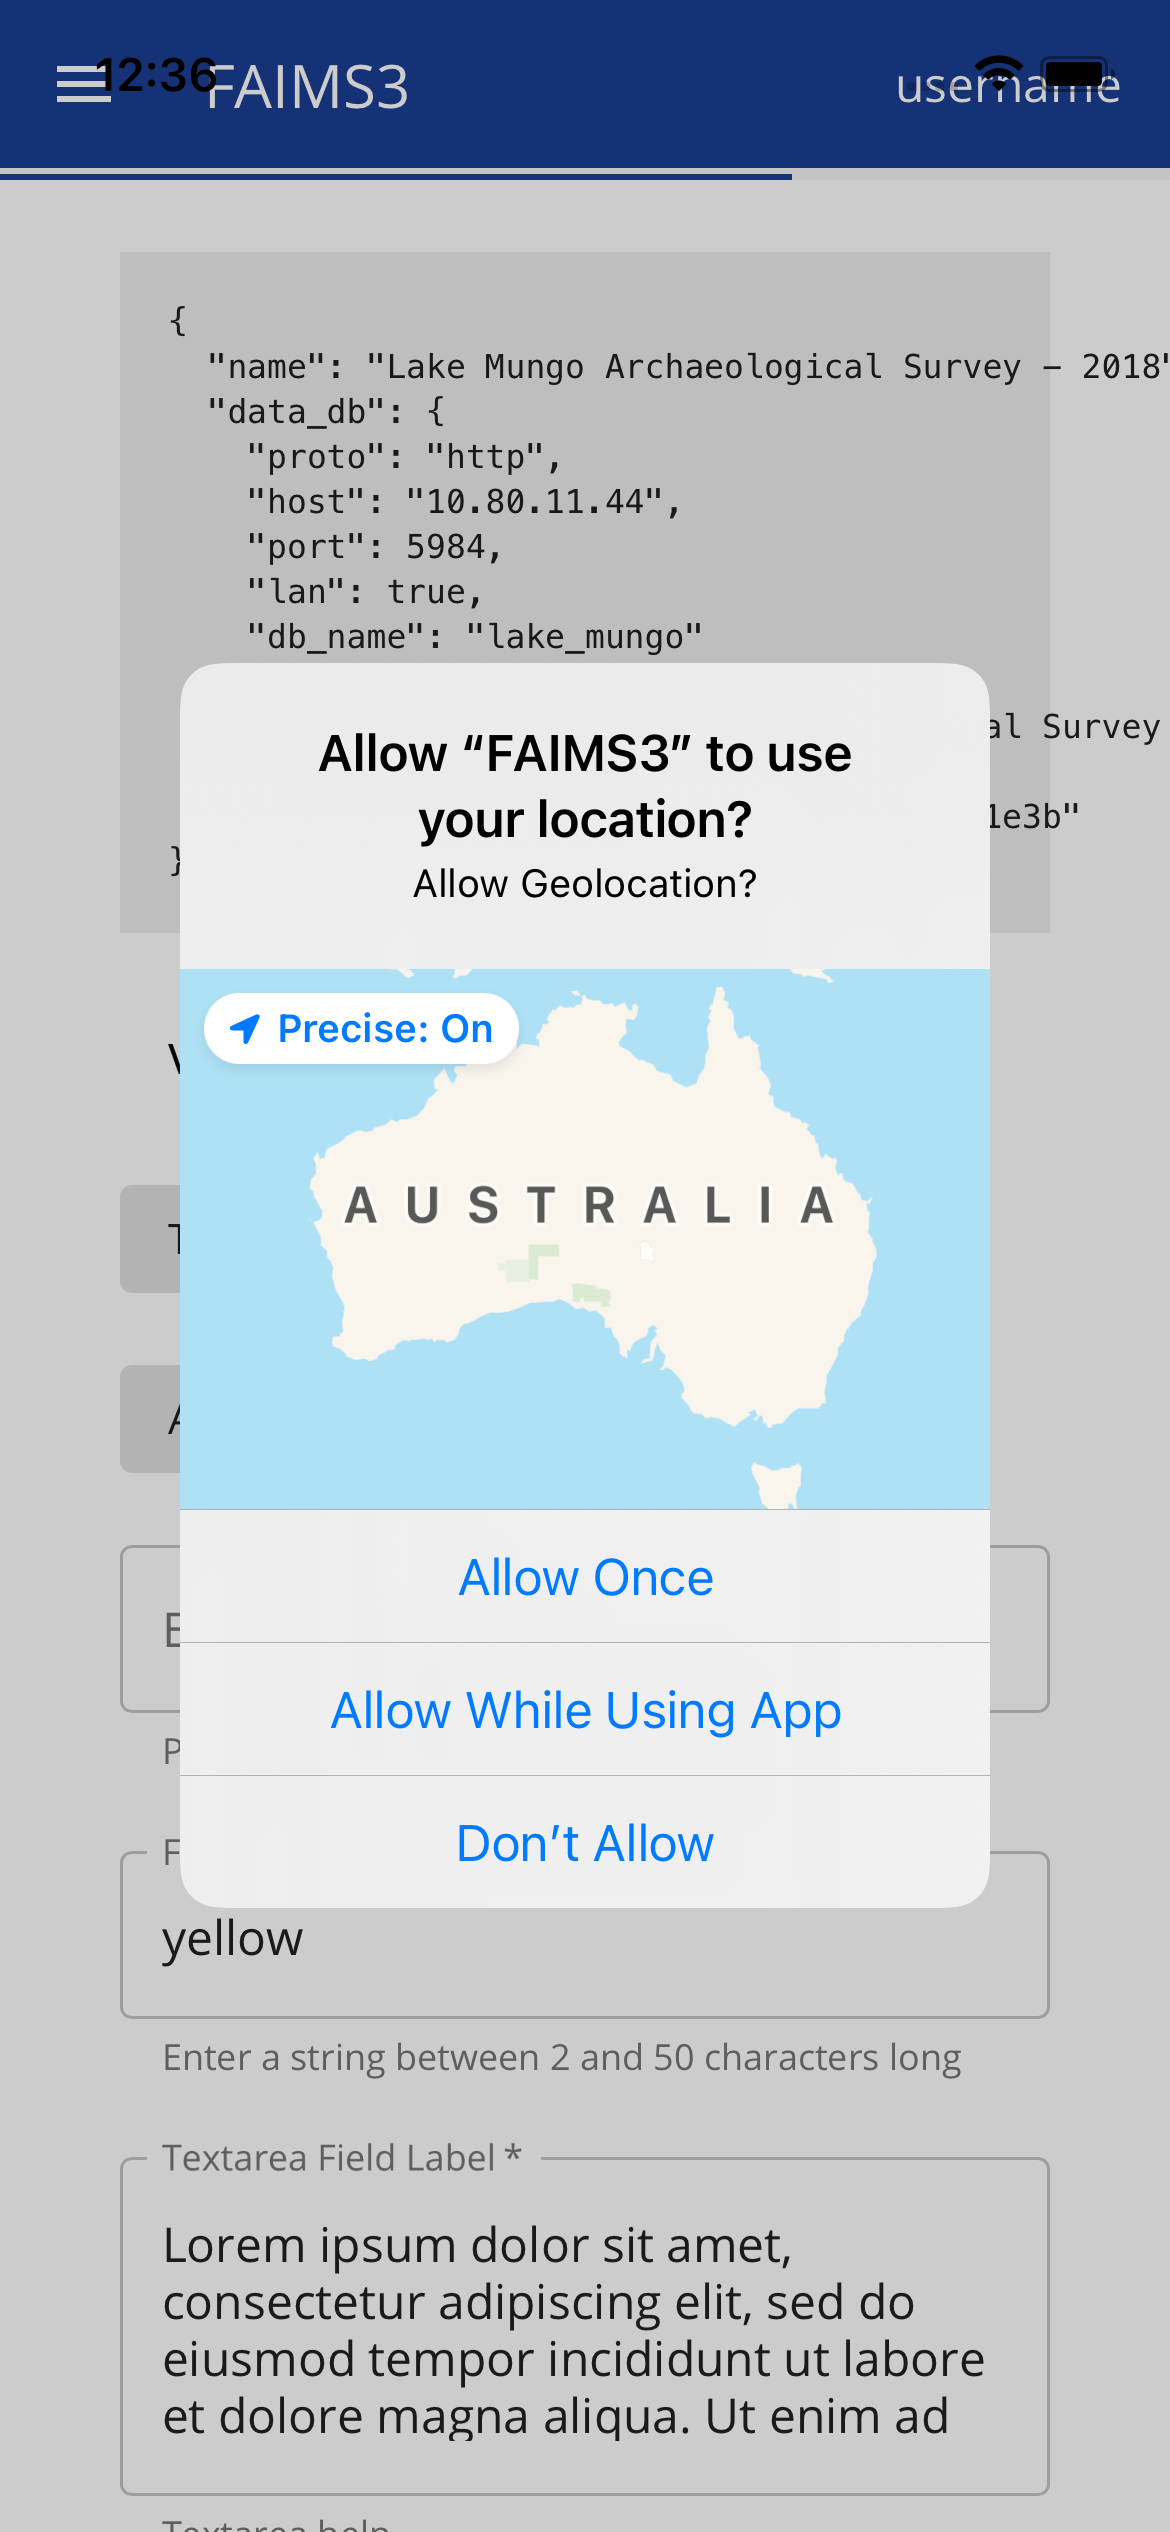 12:36
FAIMS3
username
{
"name": "Lake Mungo Archaeological Survey – 2018"
"data_db": {
"proto": "http",
"host": "10.80.11.44",
"port": 5984,
"lan": true,
"db_name": "lake_mungo"
al Survey
1e3b"
}
Allow “FAIMS3” to use
your location?
Allow Geolocation?
Precise: On
AUSTRALIA
Allow Once
Allow While Using App
Don’t Allow
yellow
Enter a string between 2 and 50 characters long
Textarea Field Label *
Lorem ipsum dolor sit amet,
consectetur adipiscing elit, sed do
eiusmod tempor incididunt ut labore
et dolore magna aliqua. Ut enim ad
Textarea help